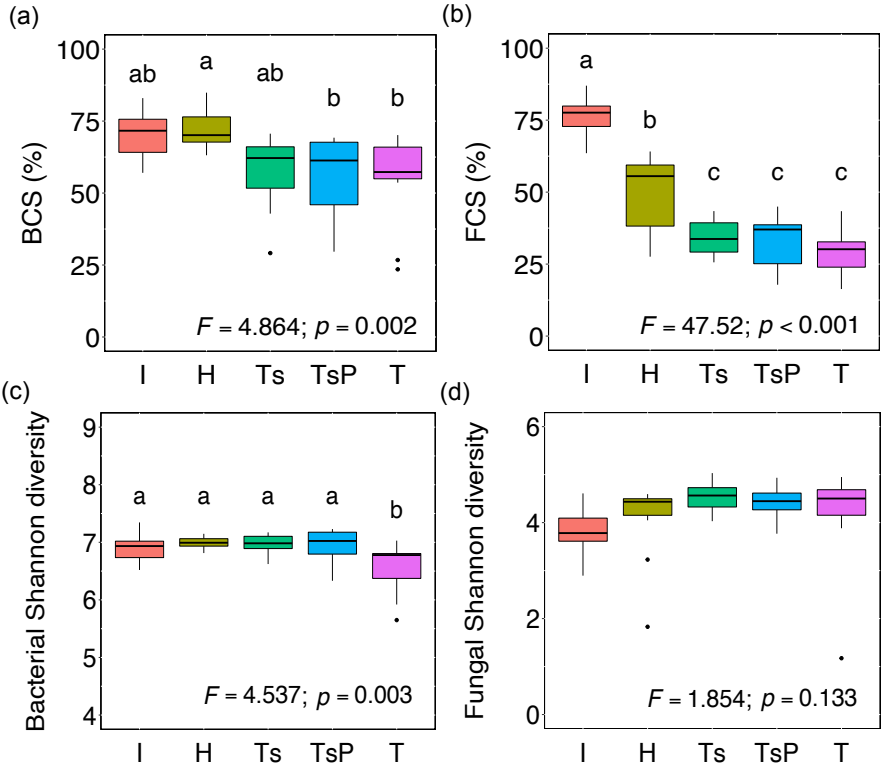 (a)
BCS (%)
100
75
50
25
0
ab
a
ab
b
b
F = 4.864; p = 0.002
I H Ts TsP T
(b)
FCS (%)
100
75
50
25
0
a
b
c
c
c
F = 47.52; p < 0.001
I H Ts TsP T
(c)
Bacterial Shannon diversity
9
8
7
6
5
4
a
a
a
a
b
F = 4.537; p = 0.003
I H Ts TsP T
(d)
Fungal Shannon diversity
6
4
2
0
F = 1.854; p = 0.133
I H Ts TsP T